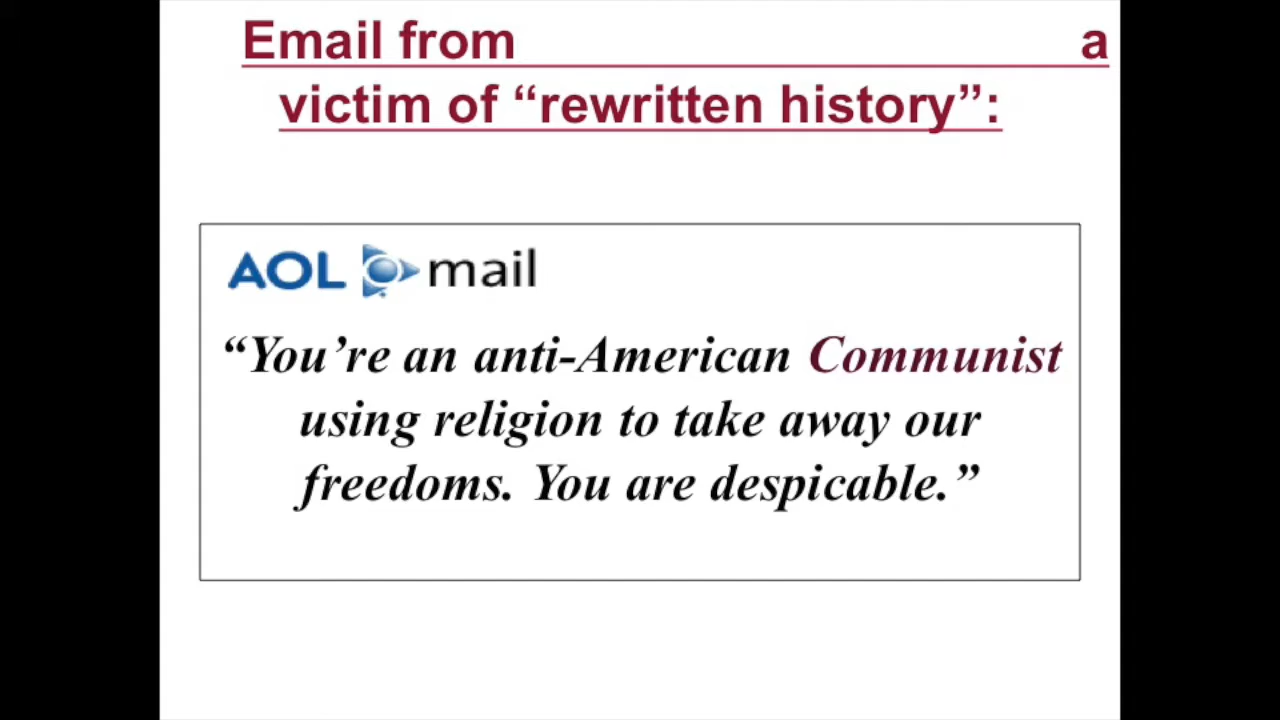 Email from a
victim of “rewritten history”:
AOL mail
“You’re an anti-American Communist
using religion to take away our
freedoms. You are despicable.”